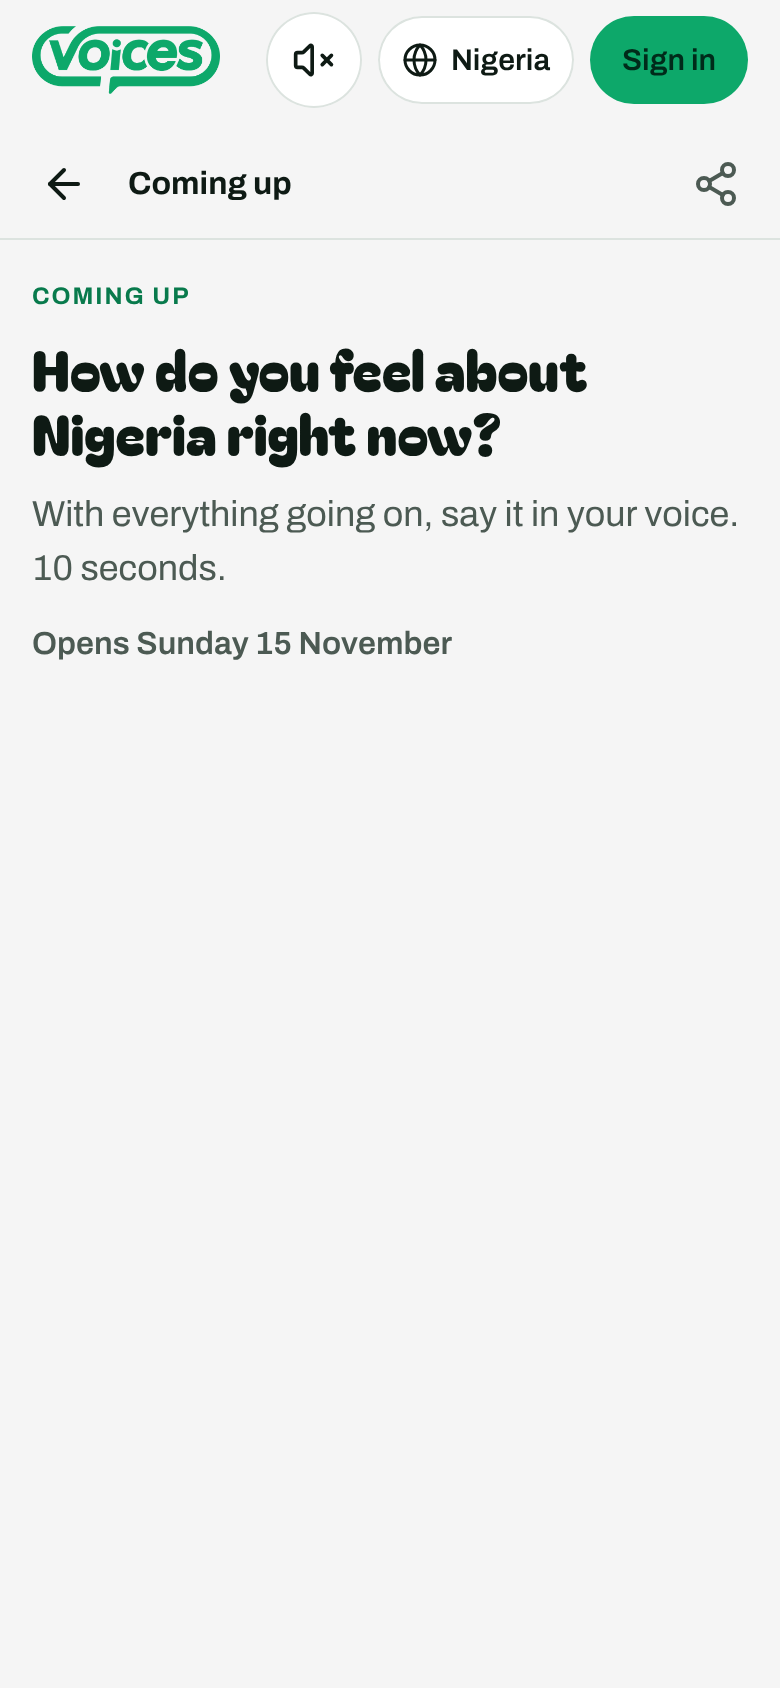 voices
Nigeria
Sign in
Coming up
COMING UP
How do you feel about
Nigeria right now?
With everything going on, say it in your voice.
10 seconds.
Opens Sunday 15 November